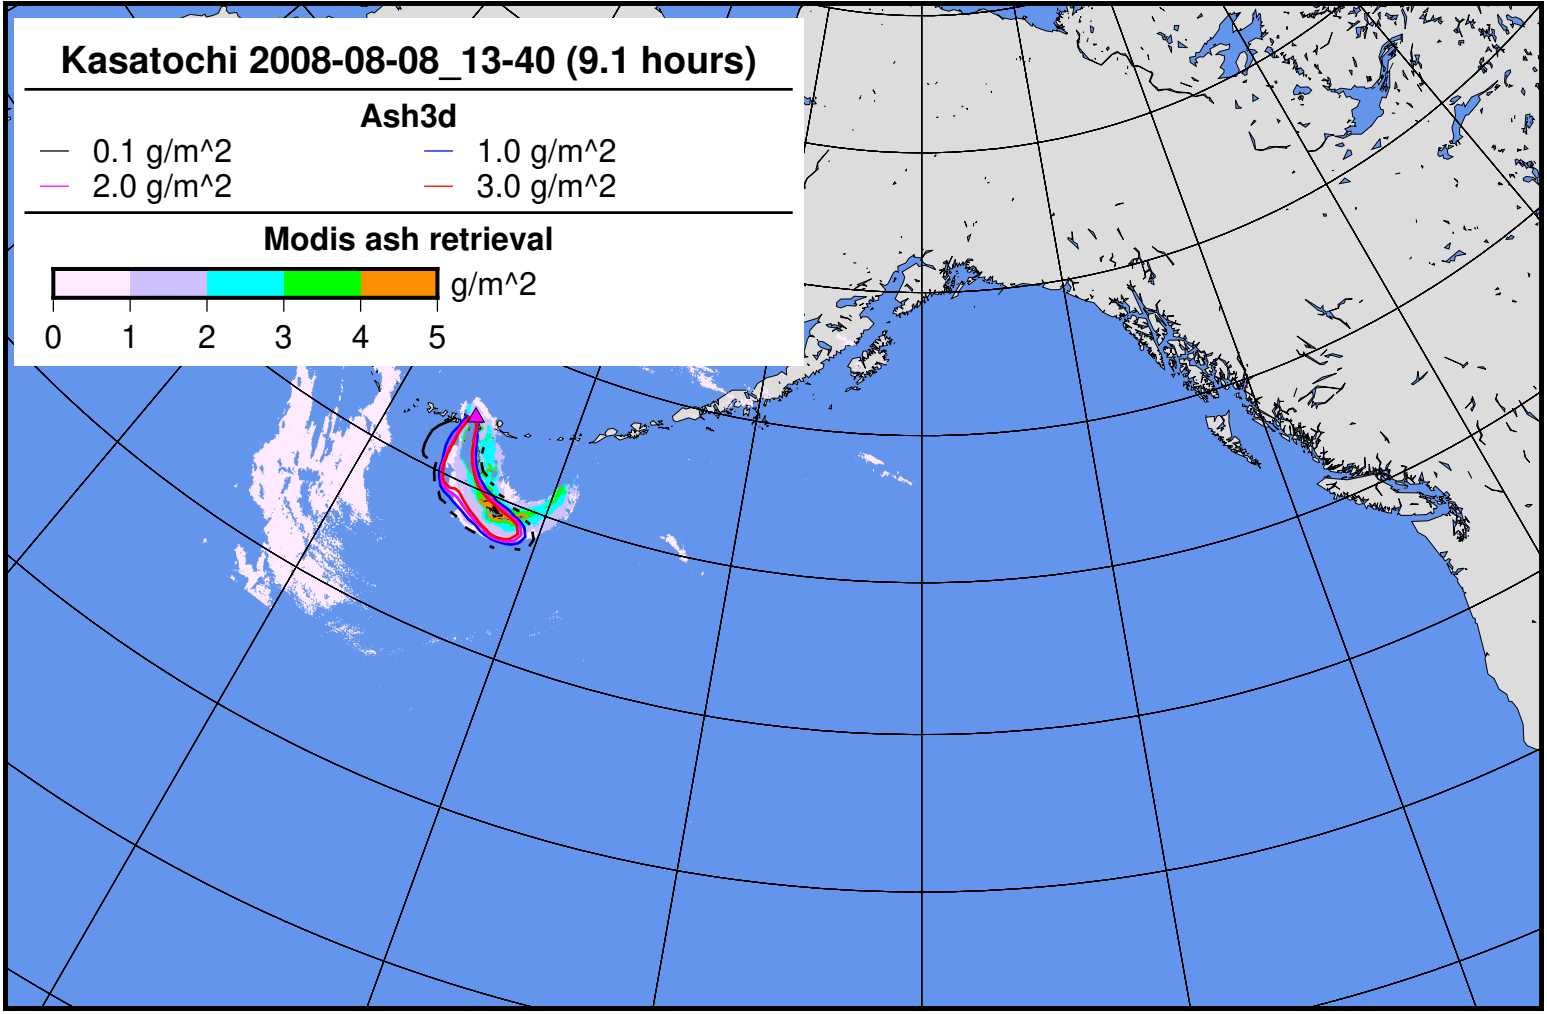 Kasatochi 2008-08-08_13-40 (9.1 hours)
Ash3d
0.1 g/m^2 1.0 g/m^2
2.0 g/m^2 3.0 g/m^2
Modis ash retrieval
g/m^2
0 1 2 3 4 5